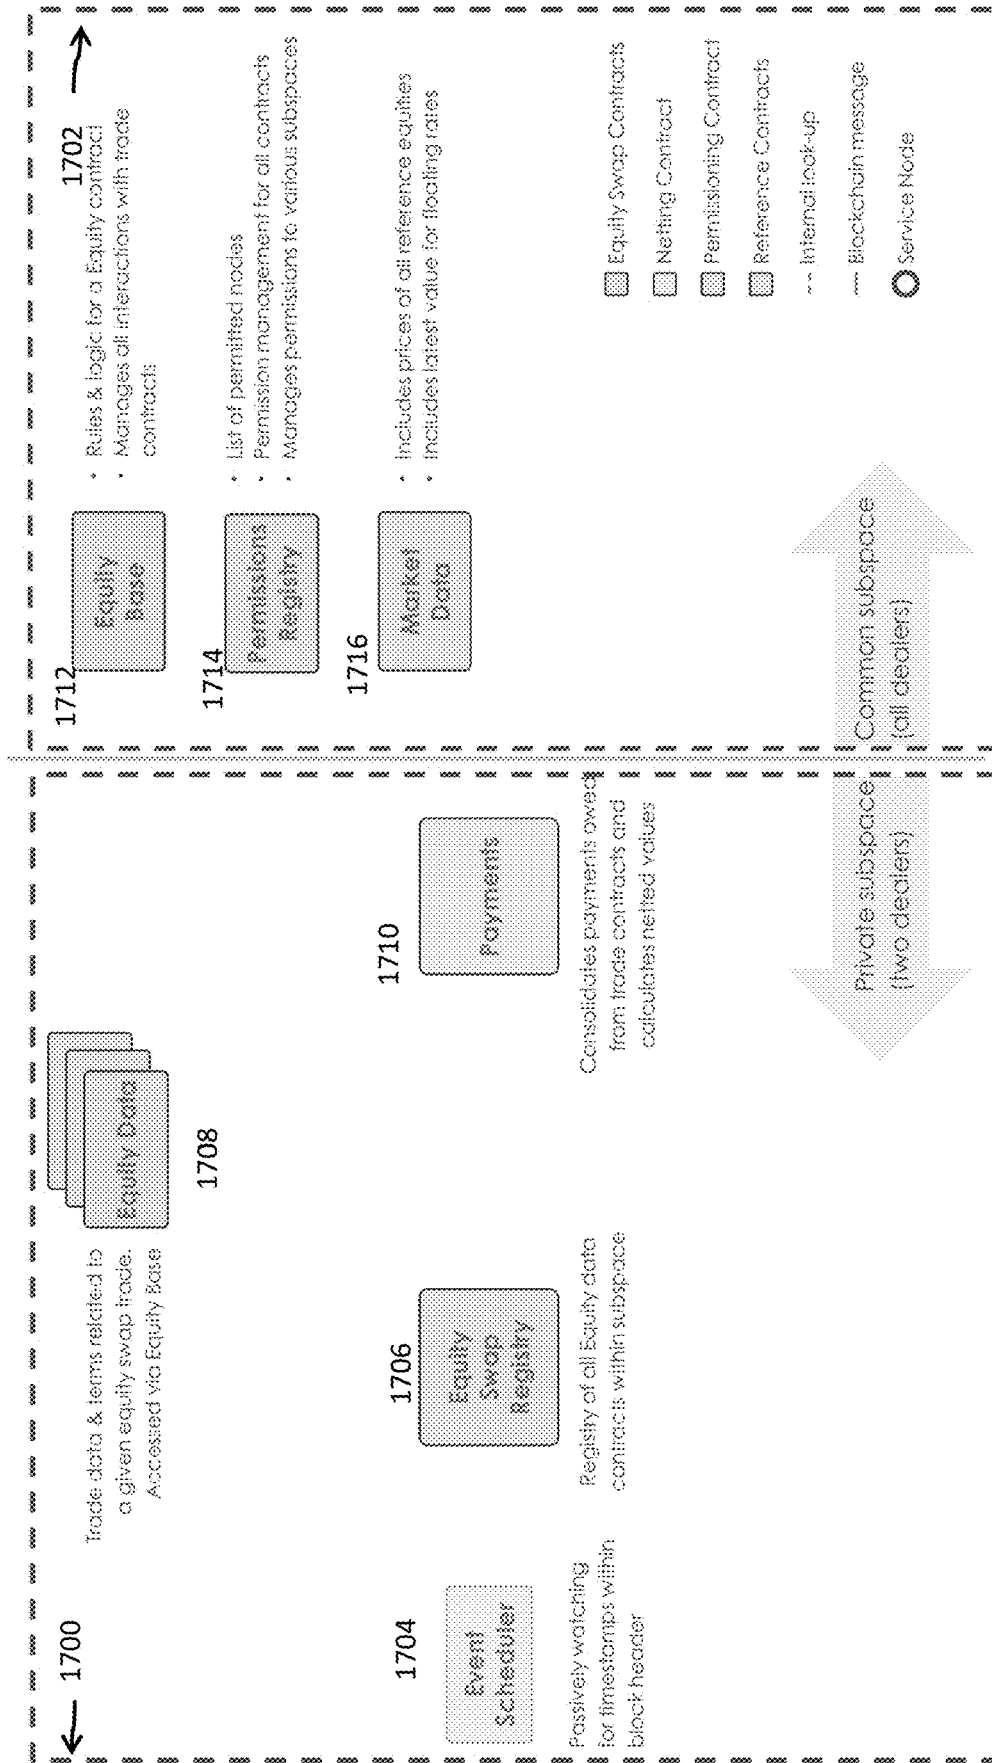 1700
Trade data & terms related to
a given equity swap trade.
Accessed via Equity Base
Equity Data
1708
1704
Event
Scheduler
Passively watching
for timestamps within
block header
1706
Equity
Swap
Registry
Registry of all Equity data
contracts within subspace
1710
Payments
Consolidates payments owed
from trade contracts and
calculates netted values
Private subspace
(two dealers)
1702
1712
Equity
Base
• Rules & logic for a Equity contract
• Manages all interactions with trade
contracts
1714
Permissions
Registry
• List of permitted nodes
• Permission management for all contracts
• Manages permissions to various subspaces
1716
Market
Data
• Includes prices of all reference equities
• Includes latest value for floating rates
Equity Swap Contracts
Netting Contract
Permissioning Contract
Reference Contracts
Internal look-up
Blockchain message
Service Node
Common subspace
(all dealers)